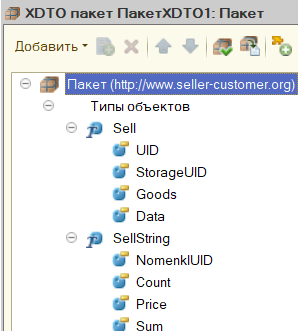 XDTO пакет ПакетXDTO1: Пакет
Добавить
Пакет (http://www.seller-customer.org)
Типы объектов
Sell
UID
StorageUID
Goods
Data
SellString
NomenklUID
Count
Price
Sum